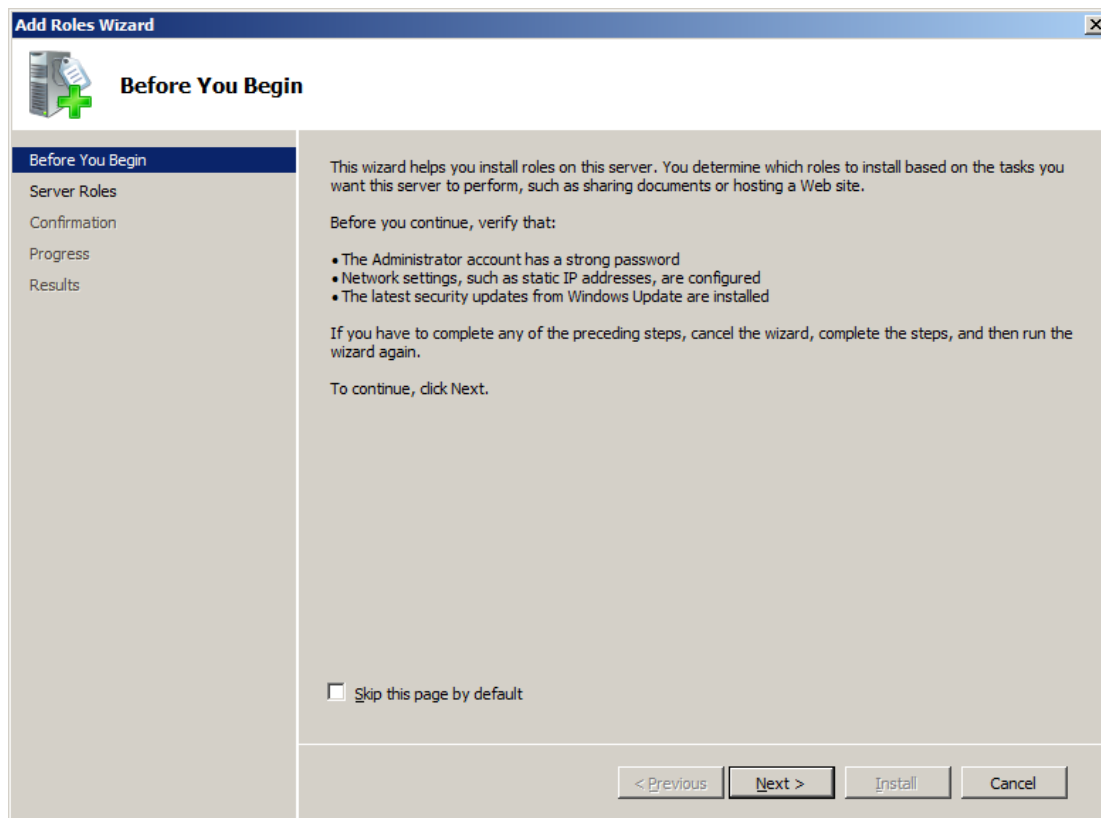 Add Roles Wizard
Before You Begin
Before You Begin
Server Roles
Confirmation
Progress
Results
This wizard helps you install roles on this server. You determine which roles to install based on the tasks you
want this server to perform, such as sharing documents or hosting a Web site.
Before you continue, verify that:
• The Administrator account has a strong password
• Network settings, such as static IP addresses, are configured
• The latest security updates from Windows Update are installed
If you have to complete any of the preceding steps, cancel the wizard, complete the steps, and then run the
wizard again.
To continue, click Next.
Skip this page by default
< Previous
Next >
Install
Cancel